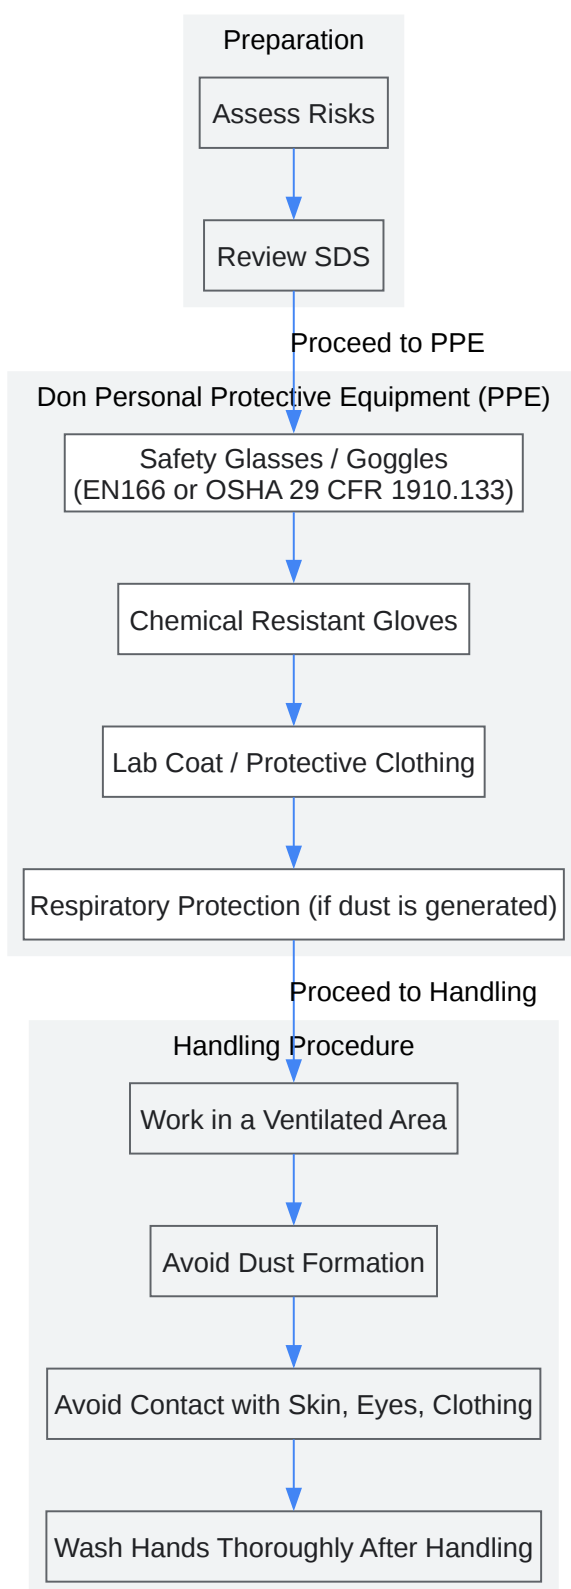 Preparation
Assess Risks
Review SDS
Proceed to PPE
Don Personal Protective Equipment (PPE)
Safety Glasses / Goggles
(EN166 or OSHA 29 CFR 1910.133)
Chemical Resistant Gloves
Lab Coat / Protective Clothing
Respiratory Protection (if dust is generated)
Proceed to Handling
Handling Procedure
Work in a Ventilated Area
Avoid Dust Formation
Avoid Contact with Skin, Eyes, Clothing
Wash Hands Thoroughly After Handling